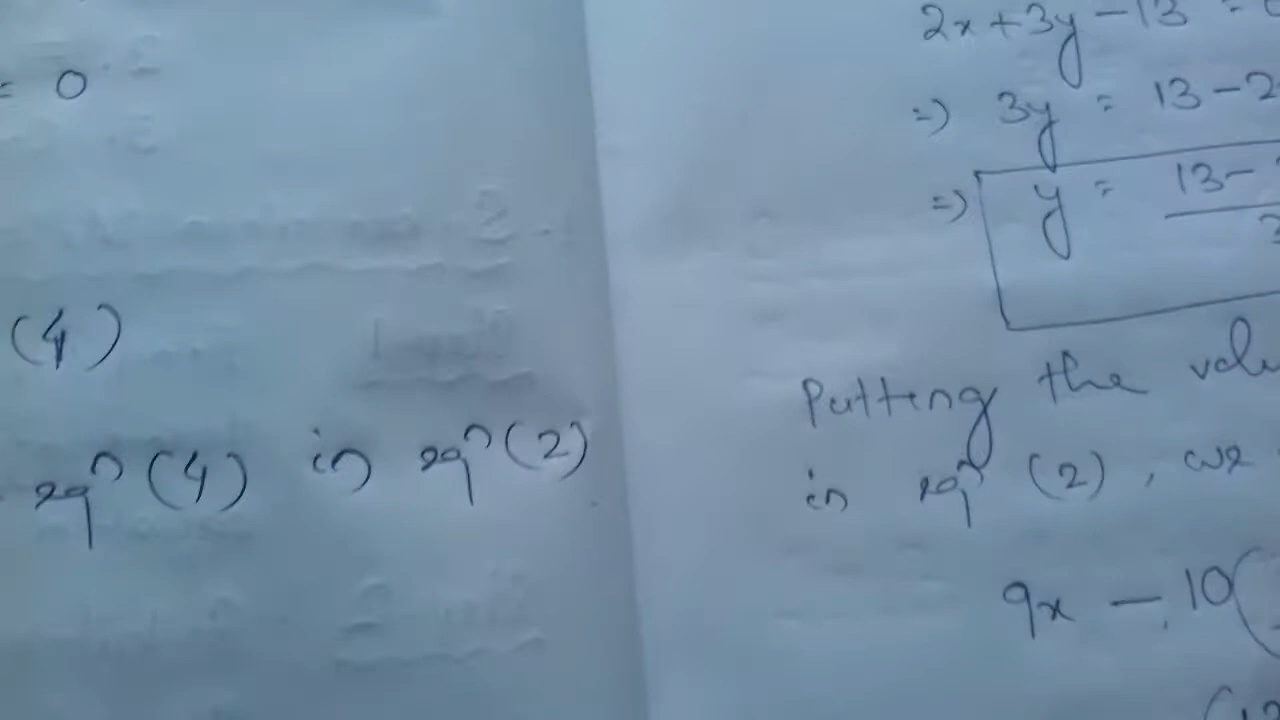 = 0
(4)
eqn (4) in eqn (2)
2x + 3y - 13 =
=) 3y = 13 - 2
=) y = 13 -
Putting the
in eqn (2), we
9x - 10(